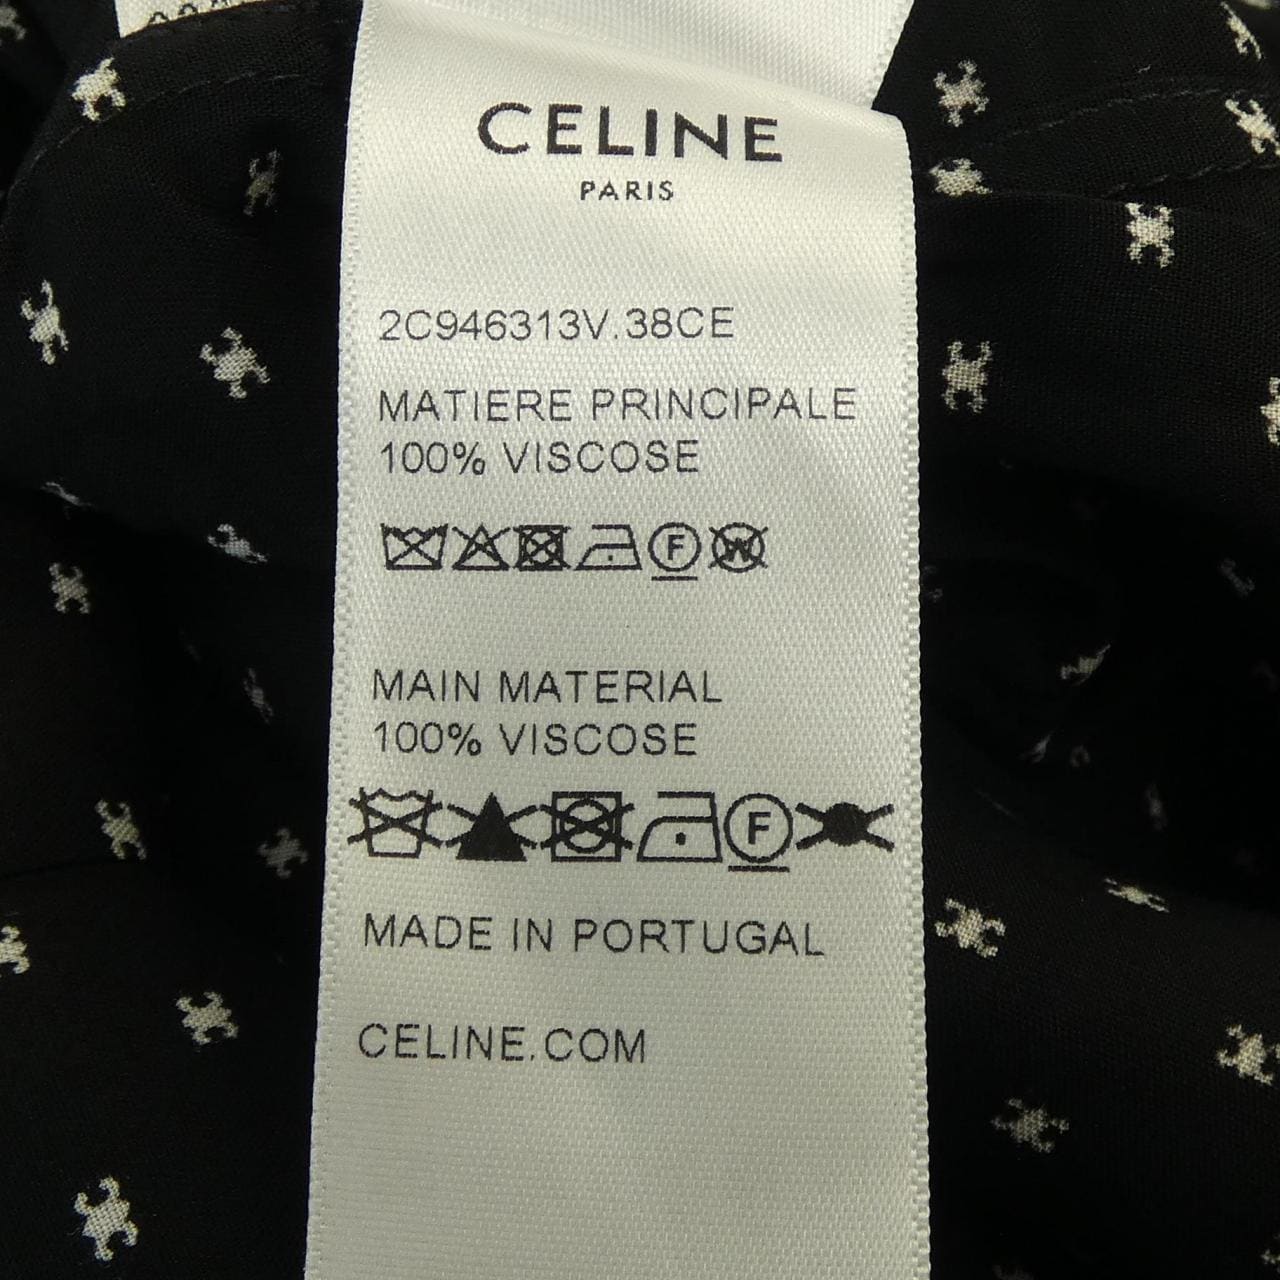 CELINE
PARIS
2C946313V.38CE
MATIERE PRINCIPALE
100% VISCOSE
F W
MAIN MATERIAL
100% VISCOSE
F
MADE IN PORTUGAL
CELINE.COM